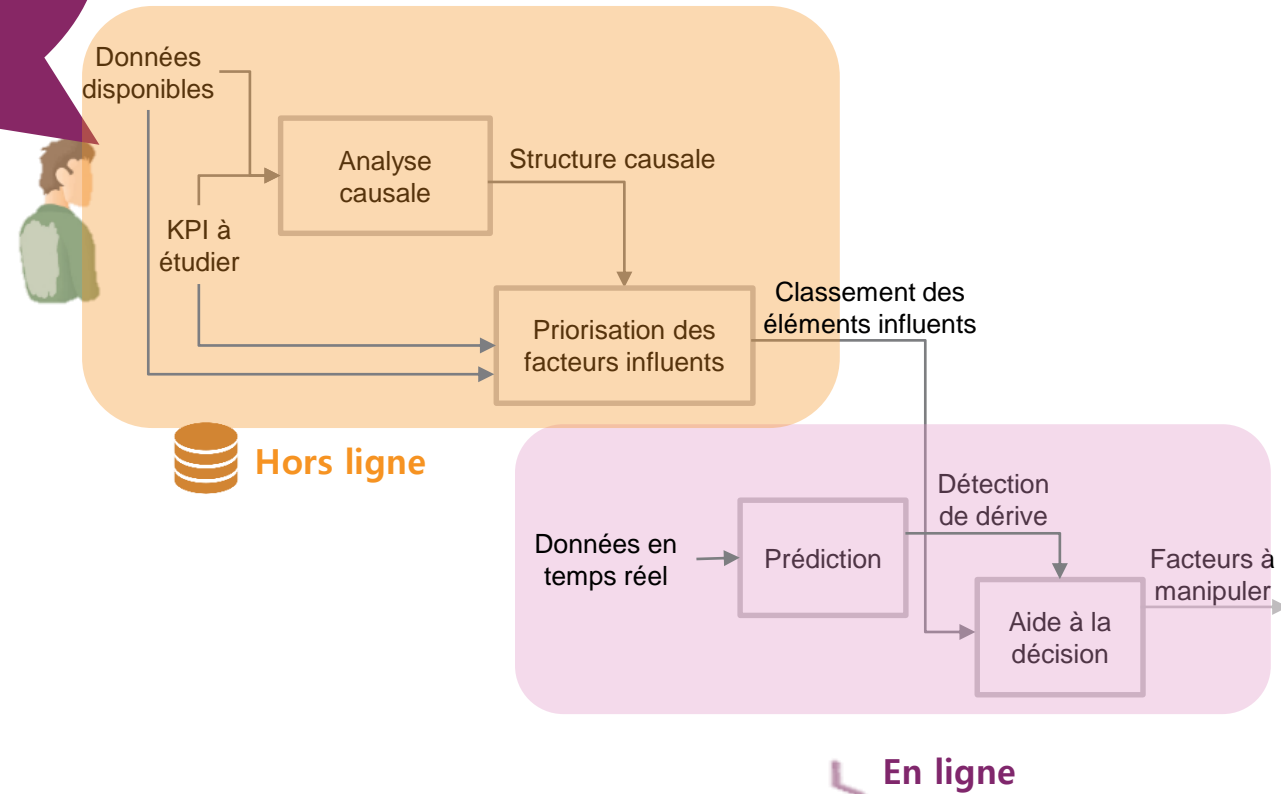 Données
disponibles
Analyse
causale
Structure causale
KPI à
étudier
Priorisation des
facteurs influents
Classement des
éléments influents
Hors ligne
Détection
de dérive
Données en
temps réel
Prédiction
Facteurs à
manipuler
Aide à la
décision
En ligne